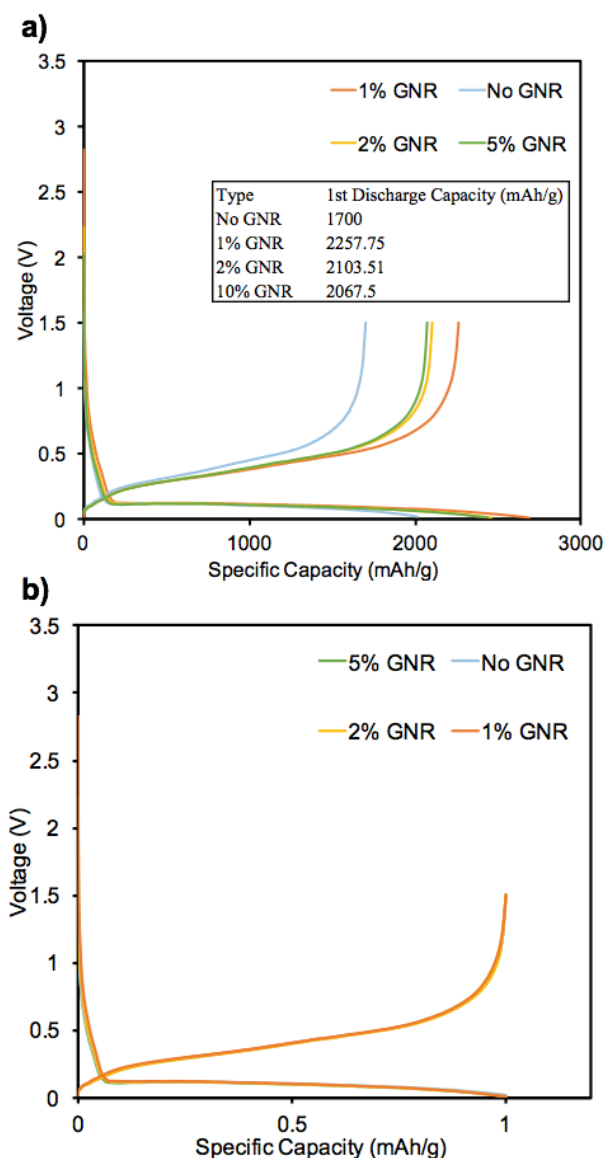 a)
3.5
1% GNR No GNR
3
2% GNR 5% GNR
2.5
Type 1st Discharge Capacity (mAh/g)
No GNR 1700
1% GNR 2257.75
2% GNR 2103.51
10% GNR 2067.5
2
Voltage (V)
1.5
1
0.5
0
0 1000 2000 3000
Specific Capacity (mAh/g)
b)
3.5
5% GNR No GNR
3
2% GNR 1% GNR
2.5
2
Voltage (V)
1.5
1
0.5
0
0 0.5 1
Specific Capacity (mAh/g)